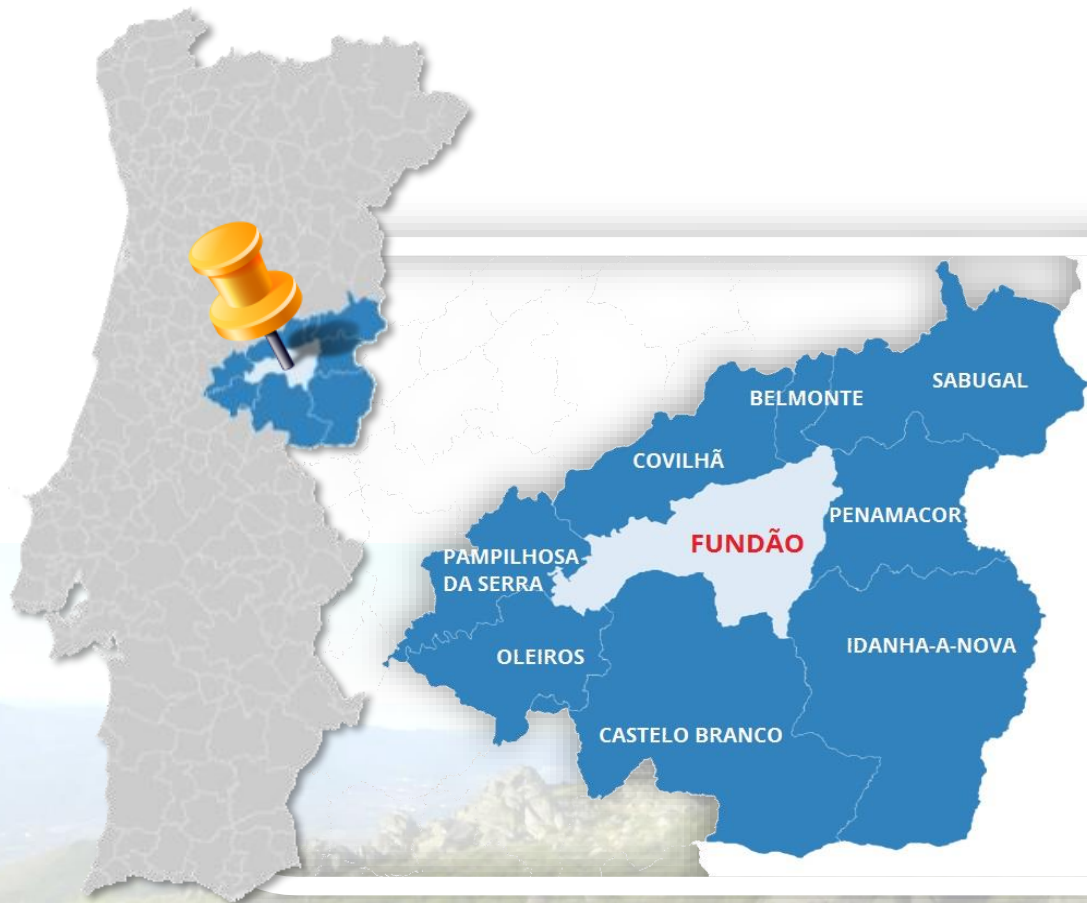 SABUGAL
BELMONTE
COVILHÃ
PENAMACOR
FUNDÃO
PAMPILHOSA
DA SERRA
IDANHA-A-NOVA
OLEIROS
CASTELO BRANCO